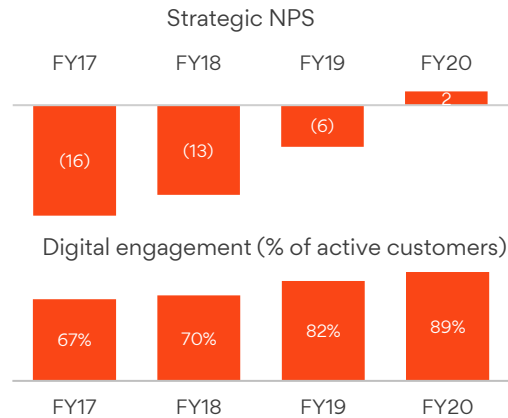 Strategic NPS
FY17 FY18 FY19 FY20
(16) (13) (6) 2
Digital engagement (% of active customers)
67% 70% 82% 89%
FY17 FY18 FY19 FY20